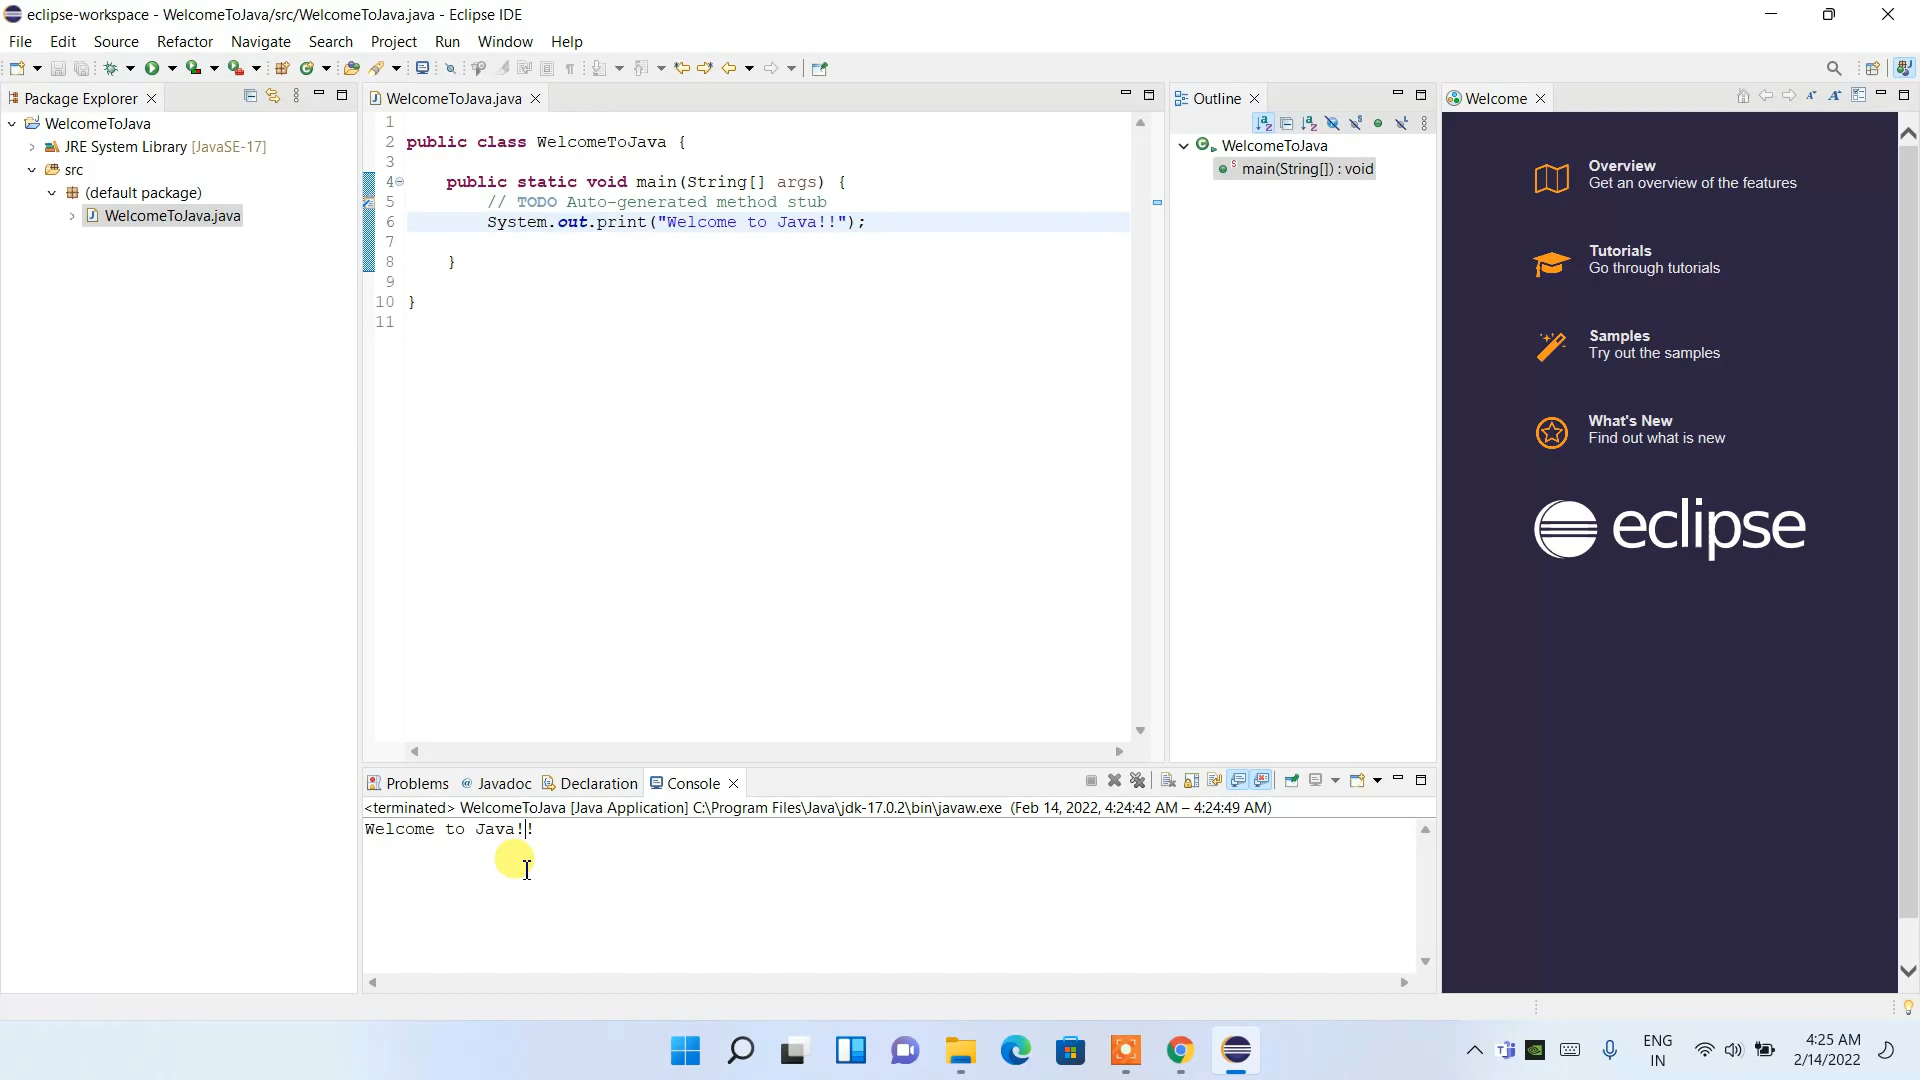 eclipse-workspace - WelcomeToJava/src/WelcomeToJava.java - Eclipse IDE
File Edit Source Refactor Navigate Search Project Run Window Help
Package Explorer
WelcomeToJava
JRE System Library [JavaSE-17]
src
(default package)
WelcomeToJava.java
WelcomeToJava.java
1
2 public class WelcomeToJava {
3
4 public static void main(String[] args) {
5 // TODO Auto-generated method stub
6 System.out.print("Welcome to Java!!");
7
8 }
9
10 }
11
Outline
WelcomeToJava
main(String[]) : void
Welcome
Overview
Get an overview of the features
Tutorials
Go through tutorials
Samples
Try out the samples
What's New
Find out what is new
eclipse
Problems Javadoc Declaration Console
<terminated> WelcomeToJava [Java Application] C:\Program Files\Java\jdk-17.0.2\bin\javaw.exe (Feb 14, 2022, 4:24:42 AM – 4:24:49 AM)
Welcome to Java!!
ENG
IN
4:25 AM
2/14/2022